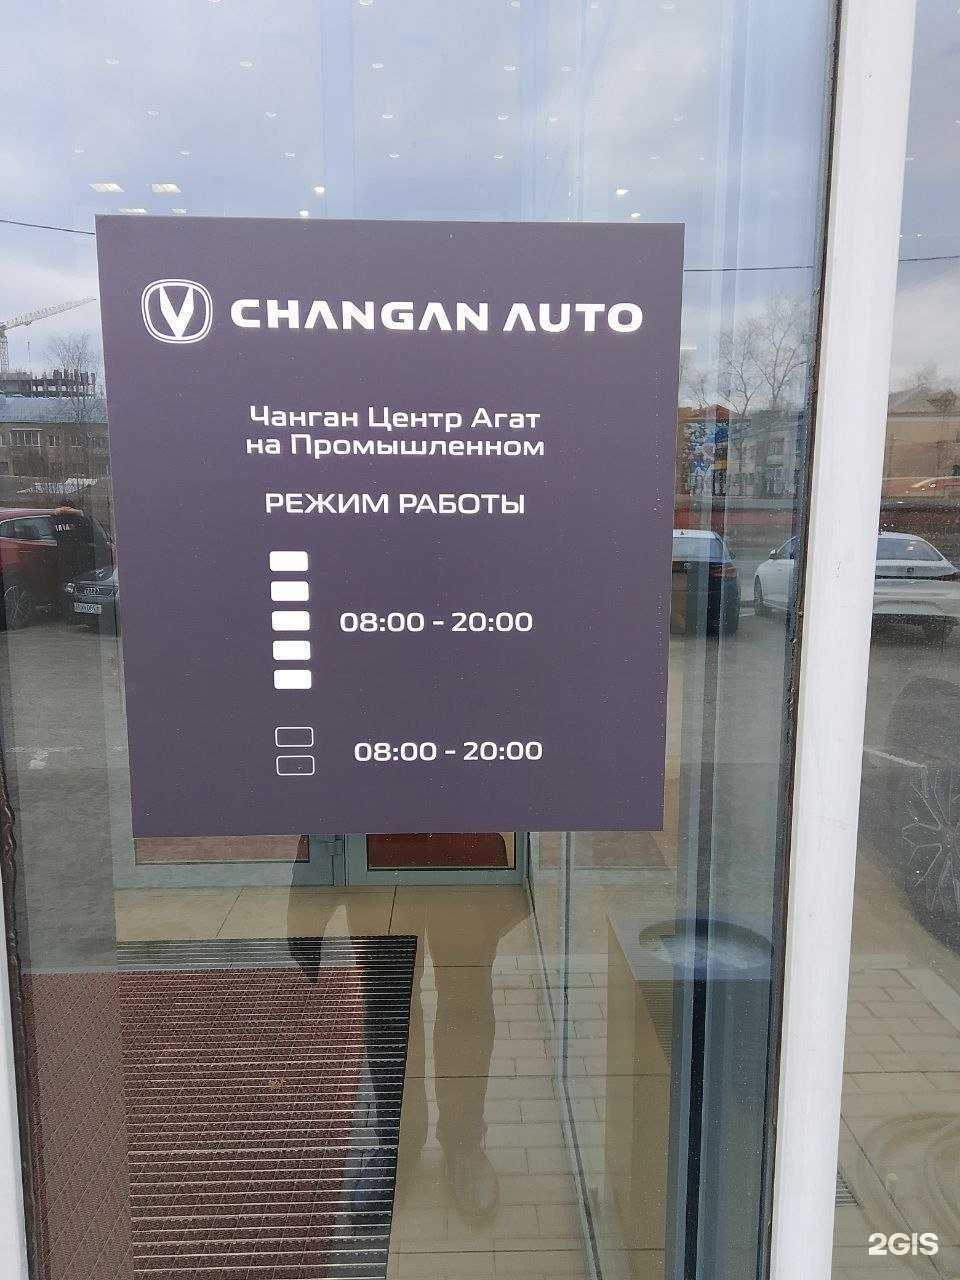 CHANGAN AUTO
Чанган Центр Агат
на Промышленном
РЕЖИМ РАБОТЫ
08:00 - 20:00
08:00 - 20:00
2GIS